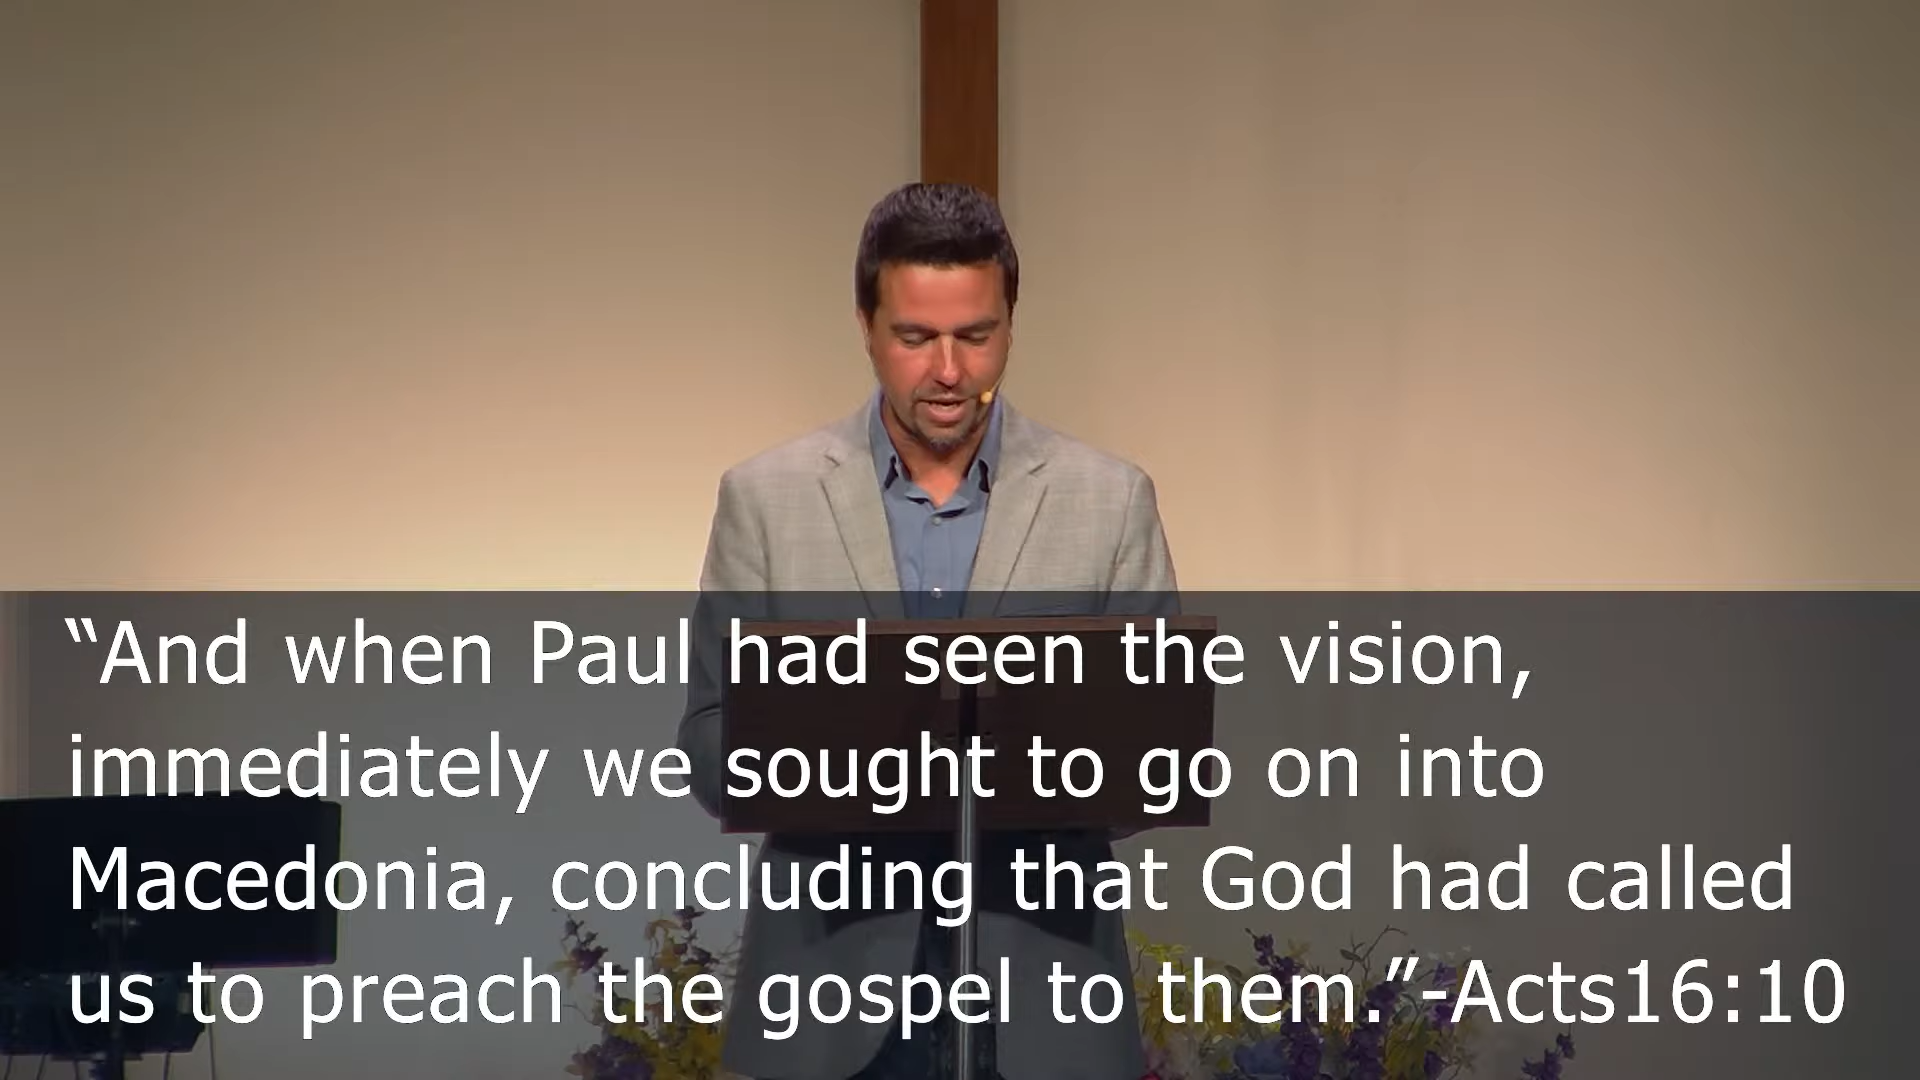 “And when Paul had seen the vision,
immediately we sought to go on into
Macedonia, concluding that God had called
us to preach the gospel to them.”-Acts16:10